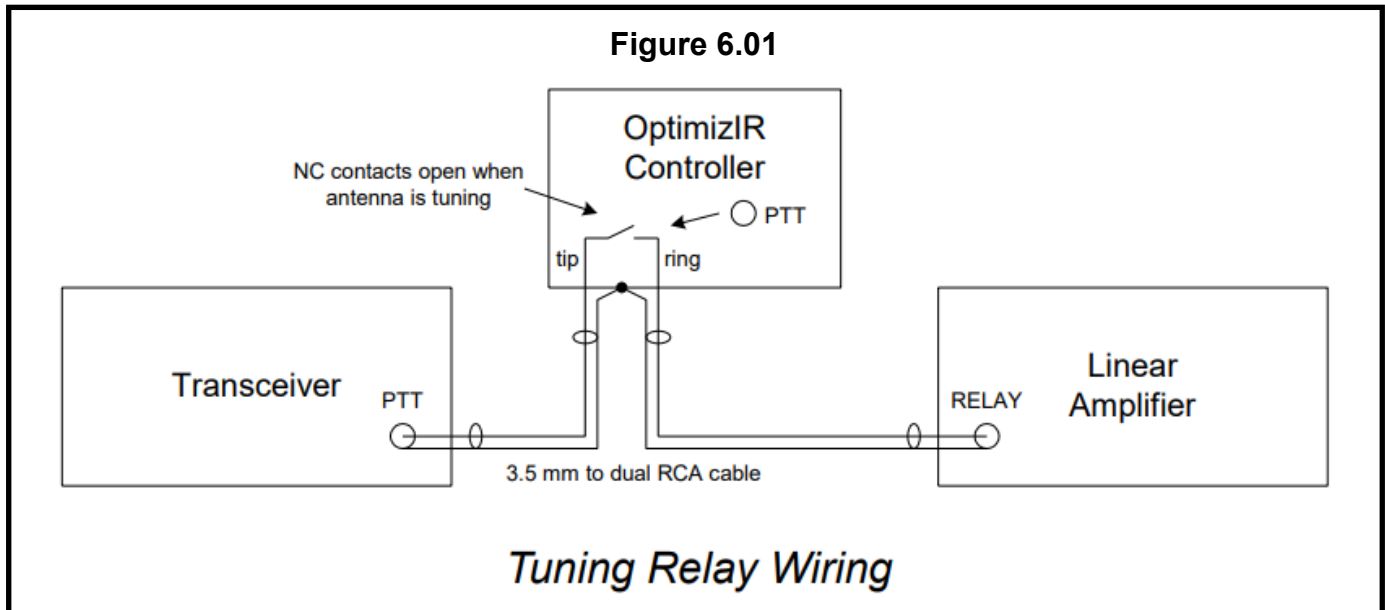 Figure 6.01
OptimizIR
Controller
NC contacts open when
antenna is tuning
PTT
tip
ring
Transceiver
PTT
RELAY
Linear
Amplifier
3.5 mm to dual RCA cable
Tuning Relay Wiring